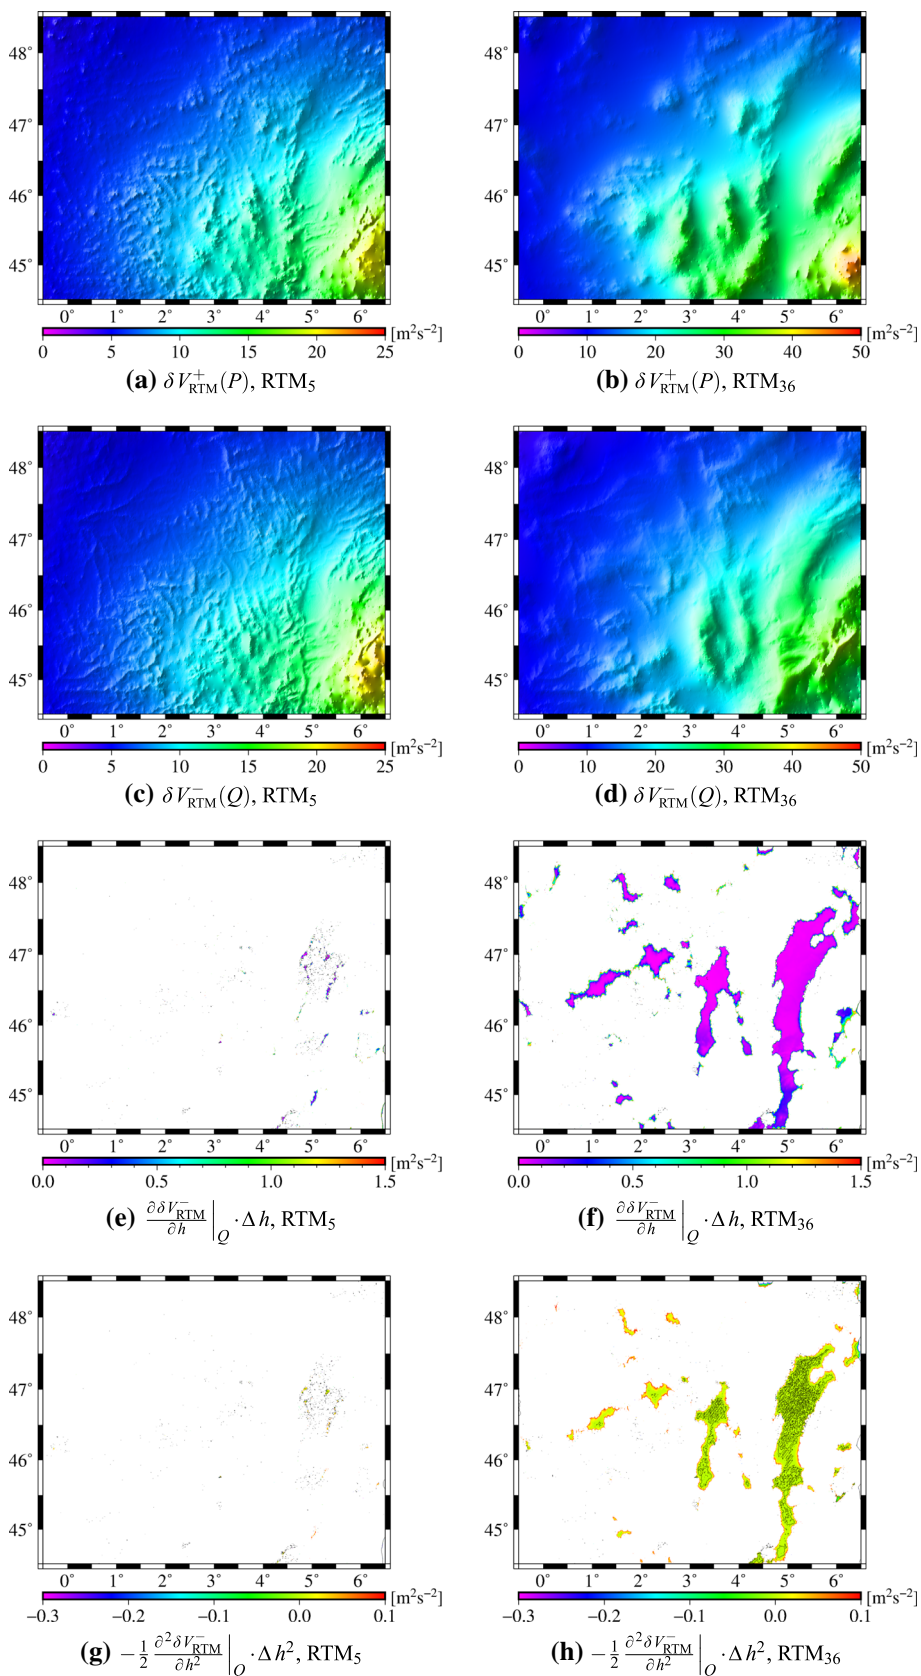 48° 47° 46° 45°
0° 1° 2° 3° 4° 5° 6°
[m²s⁻²]
0 5 10 15 20 25
(a) δV⁺_RTM(P), RTM₅
48° 47° 46° 45°
0° 1° 2° 3° 4° 5° 6°
[m²s⁻²]
0 10 20 30 40 50
(b) δV⁺_RTM(P), RTM₃₆
48° 47° 46° 45°
0° 1° 2° 3° 4° 5° 6°
[m²s⁻²]
0 5 10 15 20 25
(c) δV⁻_RTM(Q), RTM₅
48° 47° 46° 45°
0° 1° 2° 3° 4° 5° 6°
[m²s⁻²]
0 10 20 30 40 50
(d) δV⁻_RTM(Q), RTM₃₆
48° 47° 46° 45°
0° 1° 2° 3° 4° 5° 6°
[m²s⁻²]
0.0 0.5 1.0 1.5
(e) ∂δV⁻_RTM/∂h |_Q · Δh, RTM₅
48° 47° 46° 45°
0° 1° 2° 3° 4° 5° 6°
[m²s⁻²]
0.0 0.5 1.0 1.5
(f) ∂δV⁻_RTM/∂h |_Q · Δh, RTM₃₆
48° 47° 46° 45°
0° 1° 2° 3° 4° 5° 6°
[m²s⁻²]
−0.3 −0.2 −0.1 0.0 0.1
(g) −1/2 ∂²δV⁻_RTM/∂h² |_Q · Δh², RTM₅
48° 47° 46° 45°
0° 1° 2° 3° 4° 5° 6°
[m²s⁻²]
−0.3 −0.2 −0.1 0.0 0.1
(h) −1/2 ∂²δV⁻_RTM/∂h² |_Q · Δh², RTM₃₆